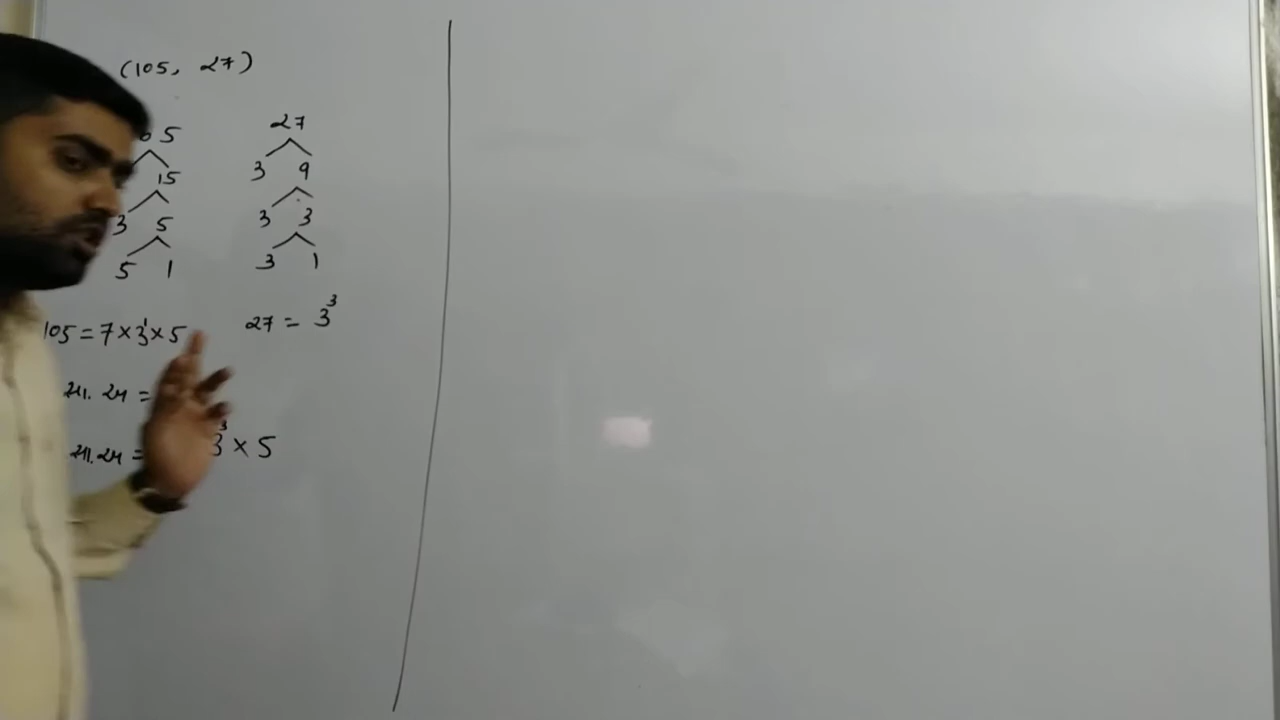 (105, 27)
05 27
15 3 9
3 5 3 3
5 1 3 1
105 = 7 × 3¹ × 5 27 = 3³
સા. અ =
સા. અ = 3³ × 5